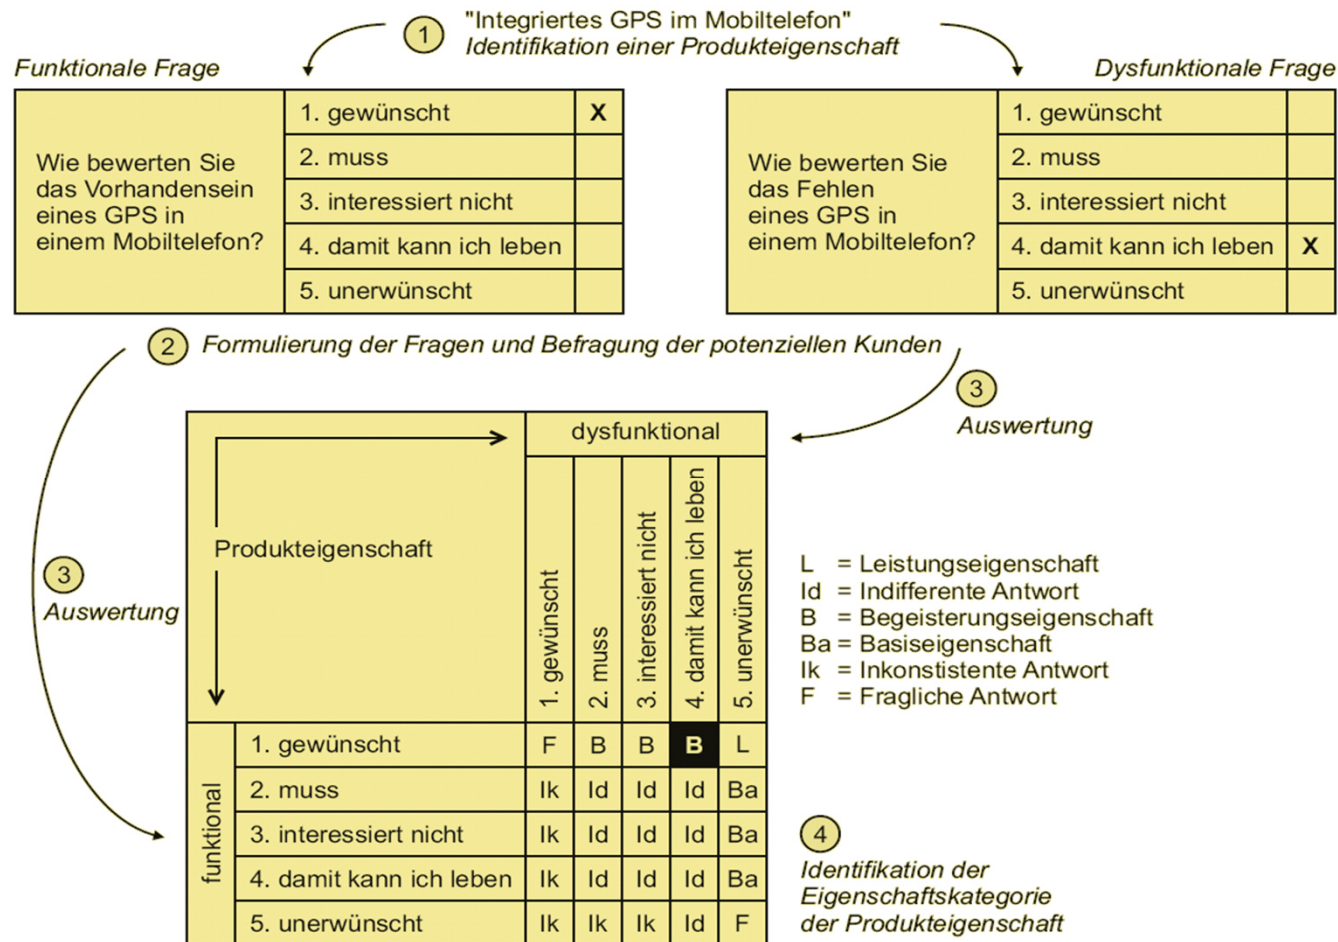 1 "Integriertes GPS im Mobiltelefon"
Identifikation einer Produkteigenschaft
Funktionale Frage
Dysfunktionale Frage
Wie bewerten Sie
das Vorhandensein
eines GPS in
einem Mobiltelefon?
1. gewünscht X
2. muss
3. interessiert nicht
4. damit kann ich leben
5. unerwünscht
Wie bewerten Sie
das Fehlen
eines GPS in
einem Mobiltelefon?
1. gewünscht
2. muss
3. interessiert nicht
4. damit kann ich leben X
5. unerwünscht
2 Formulierung der Fragen und Befragung der potenziellen Kunden
3
Auswertung
3
Auswertung
Produkteigenschaft
dysfunktional
1. gewünscht
2. muss
3. interessiert nicht
4. damit kann ich leben
5. unerwünscht
funktional
1. gewünscht F B B B L
2. muss Ik Id Id Id Ba
3. interessiert nicht Ik Id Id Id Ba
4. damit kann ich leben Ik Id Id Id Ba
5. unerwünscht Ik Ik Ik Id F
L = Leistungseigenschaft
Id = Indifferente Antwort
B = Begeisterungseigenschaft
Ba = Basiseigenschaft
Ik = Inkonstistente Antwort
F = Fragliche Antwort
4
Identifikation der
Eigenschaftskategorie
der Produkteigenschaft